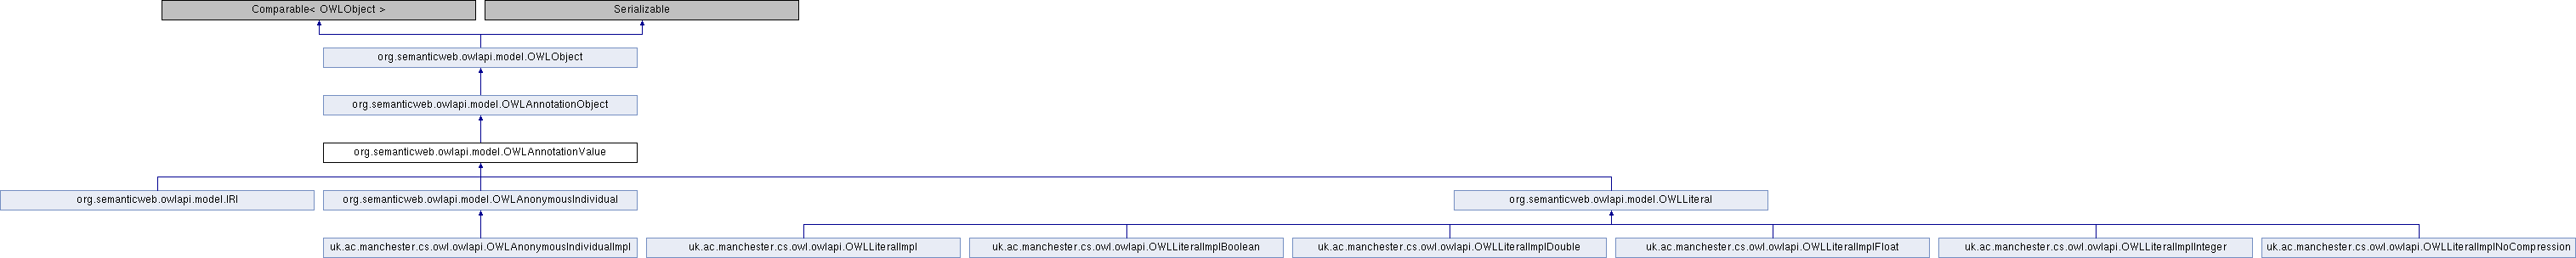 Comparable< OWLObject >
Serializable
org.semanticweb.owlapi.model.OWLObject
org.semanticweb.owlapi.model.OWLAnnotationObject
org.semanticweb.owlapi.model.OWLAnnotationValue
org.semanticweb.owlapi.model.IRI
org.semanticweb.owlapi.model.OWLAnonymousIndividual
org.semanticweb.owlapi.model.OWLLiteral
uk.ac.manchester.cs.owl.owlapi.OWLAnonymousIndividualImpl
uk.ac.manchester.cs.owl.owlapi.OWLLiteralImpl
uk.ac.manchester.cs.owl.owlapi.OWLLiteralImplBoolean
uk.ac.manchester.cs.owl.owlapi.OWLLiteralImplDouble
uk.ac.manchester.cs.owl.owlapi.OWLLiteralImplFloat
uk.ac.manchester.cs.owl.owlapi.OWLLiteralImplInteger
uk.ac.manchester.cs.owl.owlapi.OWLLiteralImplNoCompression